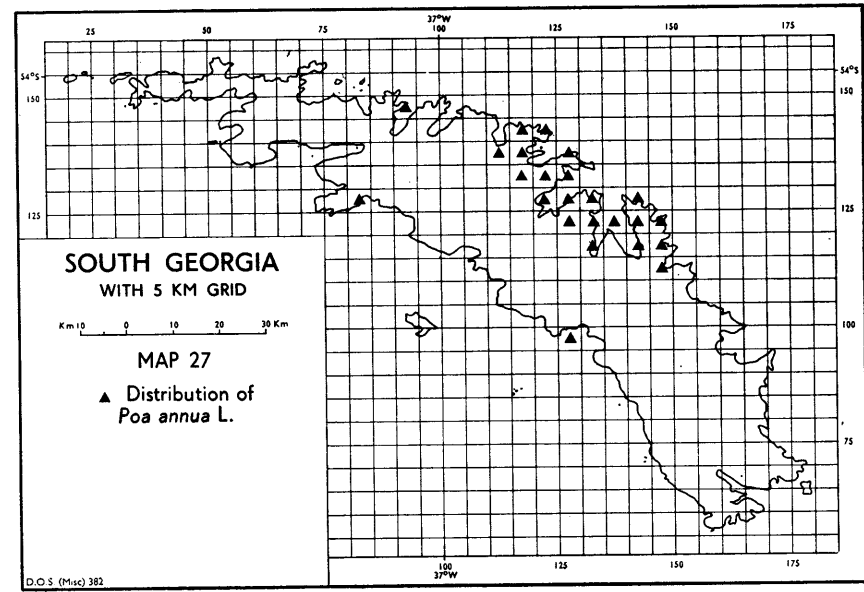 37°W
25 50 75 100 125 150 175
54°S 54°S
150 150
125 125
SOUTH GEORGIA
WITH 5 KM GRID
Km 10 0 10 20 30 Km
100
MAP 27
▲ Distribution of
Poa annua L.
75
100 125 150 175
37°W
D.O.S (Misc) 382